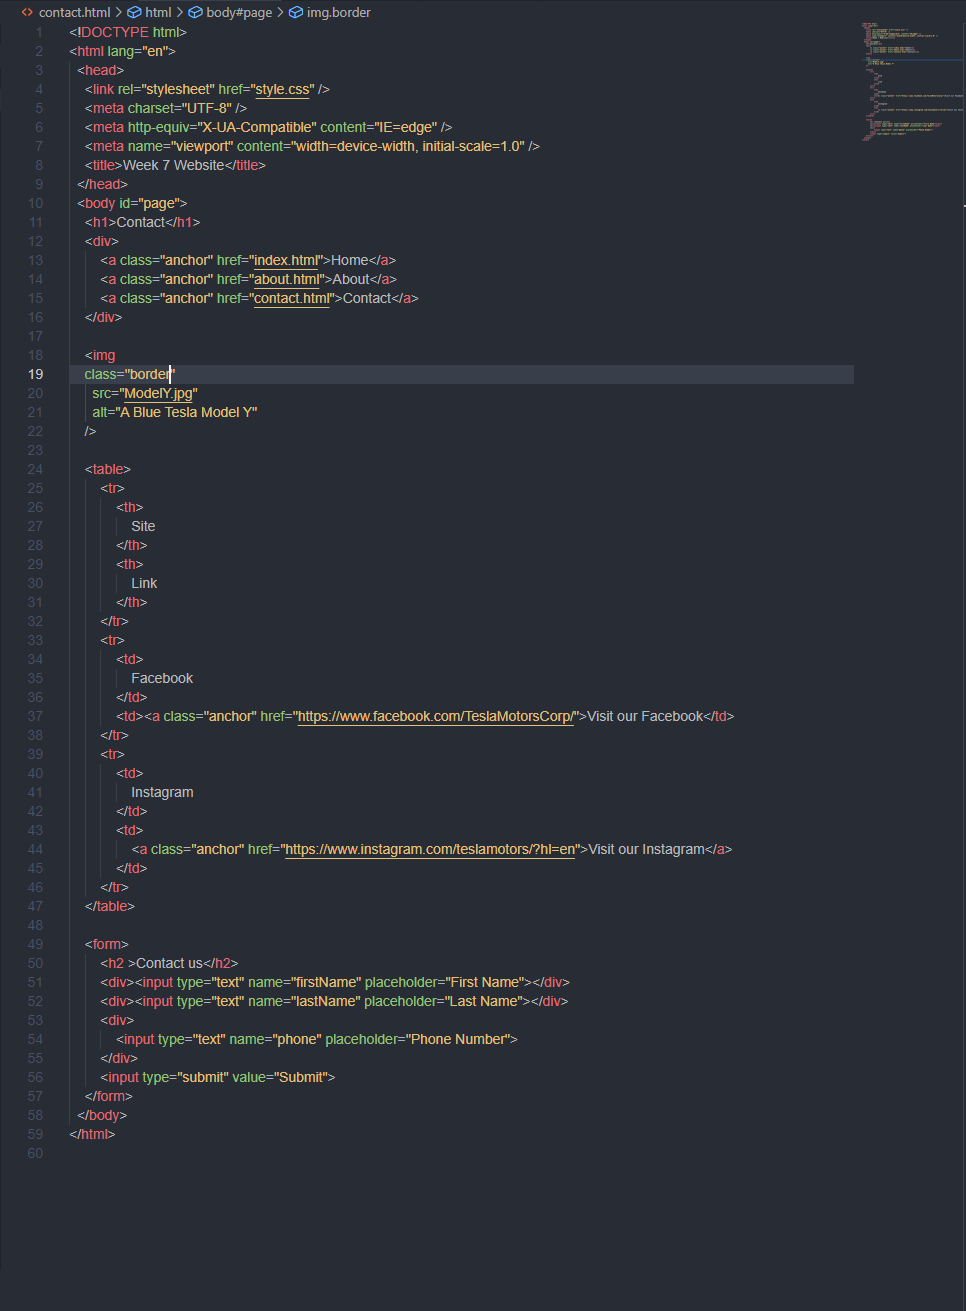 contact.html > html > body#page > img.border
1 <!DOCTYPE html>
2 <html lang="en">
3 <head>
4 <link rel="stylesheet" href="style.css" />
5 <meta charset="UTF-8" />
6 <meta http-equiv="X-UA-Compatible" content="IE=edge" />
7 <meta name="viewport" content="width=device-width, initial-scale=1.0" />
8 <title>Week 7 Website</title>
9 </head>
10 <body id="page">
11 <h1>Contact</h1>
12 <div>
13 <a class="anchor" href="index.html">Home</a>
14 <a class="anchor" href="about.html">About</a>
15 <a class="anchor" href="contact.html">Contact</a>
16 </div>
17
18 <img
19 class="border"
20 src="ModelY.jpg"
21 alt="A Blue Tesla Model Y"
22 />
23
24 <table>
25 <tr>
26 <th>
27 Site
28 </th>
29 <th>
30 Link
31 </th>
32 </tr>
33 <tr>
34 <td>
35 Facebook
36 </td>
37 <td><a class="anchor" href="https://www.facebook.com/TeslaMotorsCorp/">Visit our Facebook</td>
38 </tr>
39 <tr>
40 <td>
41 Instagram
42 </td>
43 <td>
44 <a class="anchor" href="https://www.instagram.com/teslamotors/?hl=en">Visit our Instagram</a>
45 </td>
46 </tr>
47 </table>
48
49 <form>
50 <h2 >Contact us</h2>
51 <div><input type="text" name="firstName" placeholder="First Name"></div>
52 <div><input type="text" name="lastName" placeholder="Last Name"></div>
53 <div>
54 <input type="text" name="phone" placeholder="Phone Number">
55 </div>
56 <input type="submit" value="Submit">
57 </form>
58 </body>
59 </html>
60